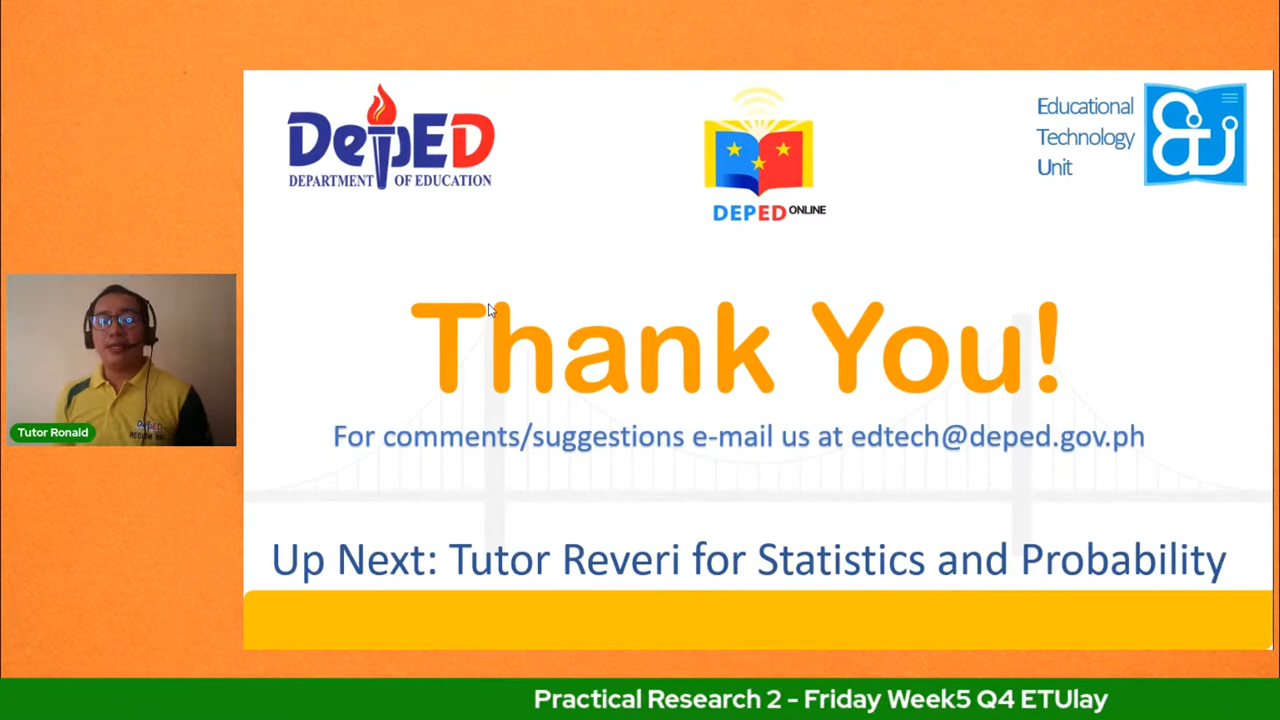 DepED
DEPARTMENT OF EDUCATION
DEPED ONLINE
Educational
Technology
Unit
Thank You!
For comments/suggestions e-mail us at edtech@deped.gov.ph
Up Next: Tutor Reveri for Statistics and Probability
DepED
Tutor Ronald
Practical Research 2 - Friday Week5 Q4 ETUlay